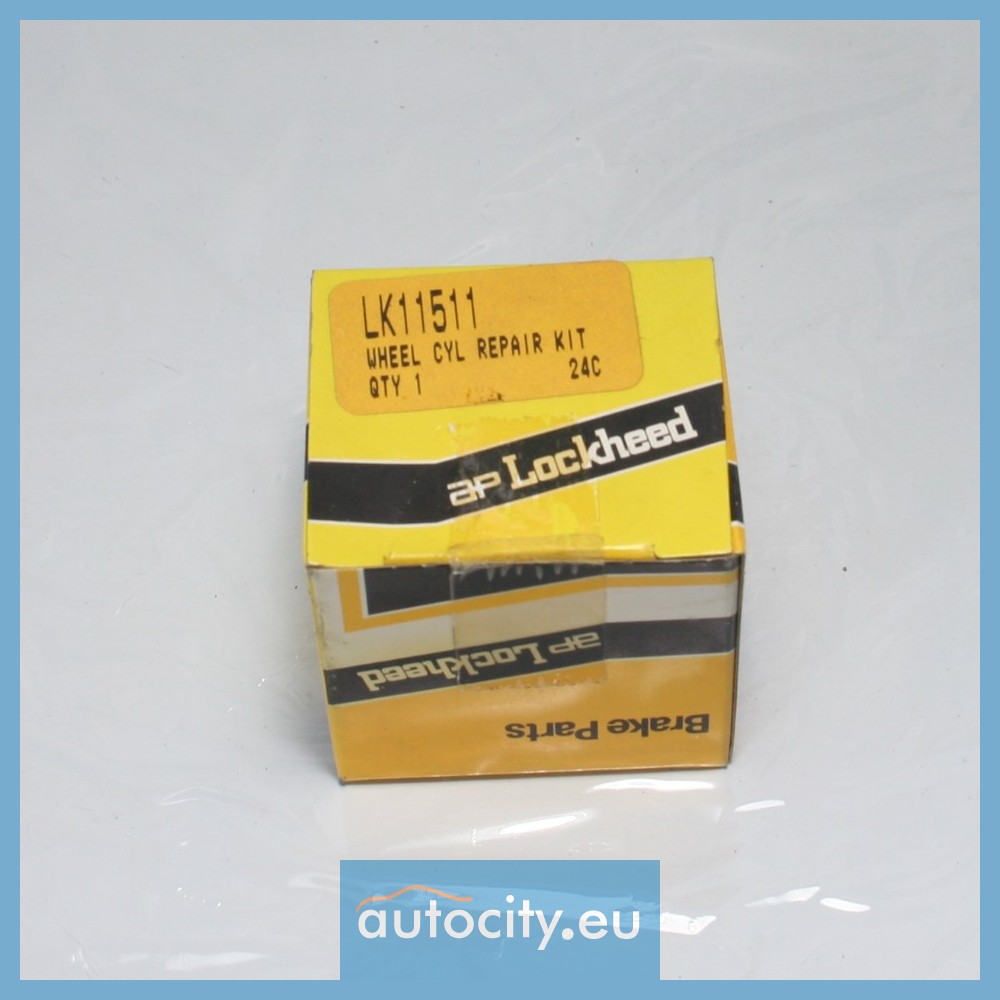 LK11511
WHEEL CYL REPAIR KIT
QTY 1 24C
AP Lockheed
AP Lockheed
Brake Parts
autocity.eu